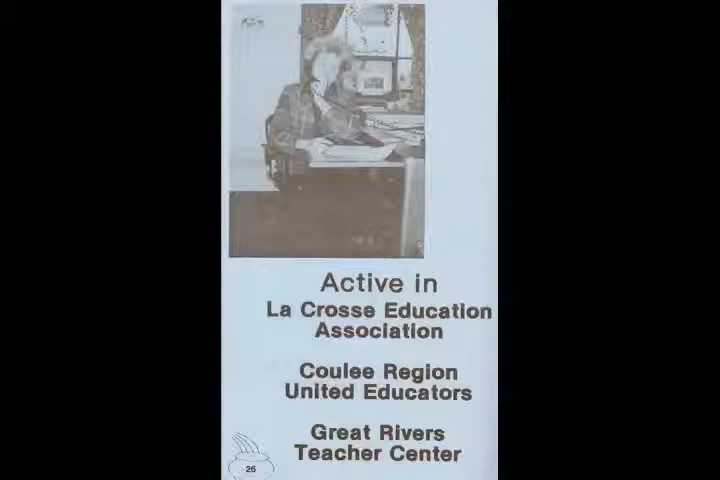 Active in
La Crosse Education
Association
Coulee Region
United Educators
Great Rivers
Teacher Center
26